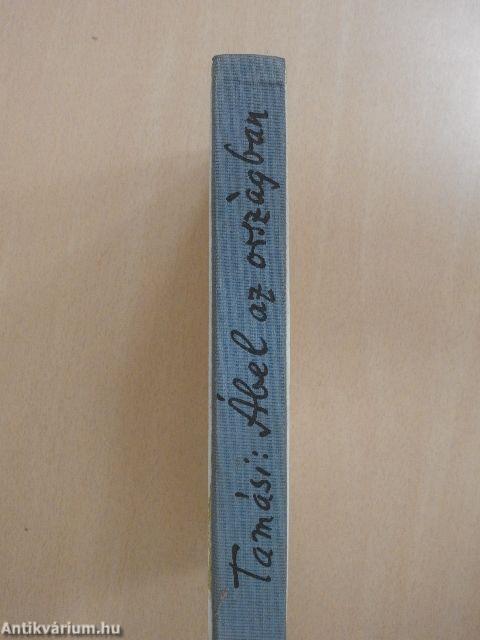 Tamási: Ábel az országban
Antikvárium.hu